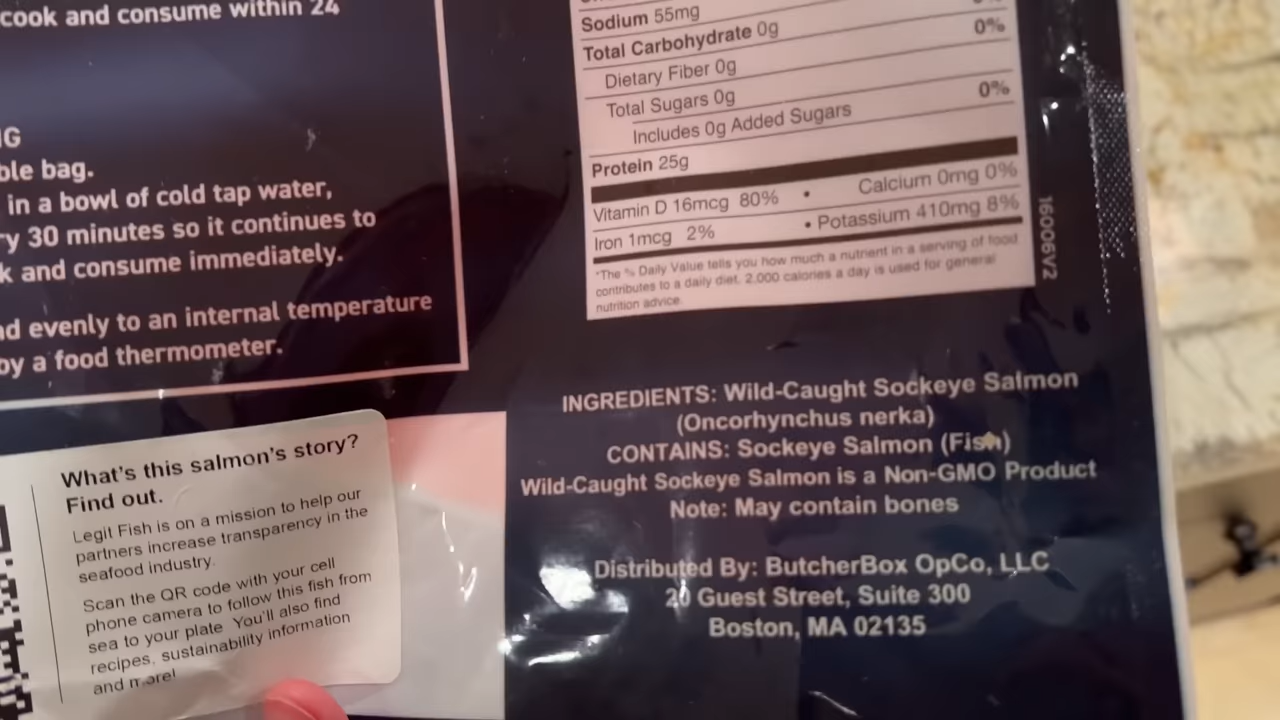 cook and consume within 24
ble bag.
in a bowl of cold tap water,
ry 30 minutes so it continues to
k and consume immediately.
nd evenly to an internal temperature
by a food thermometer.
Sodium 55mg
Total Carbohydrate 0g 0%
Dietary Fiber 0g
Total Sugars 0g
Includes 0g Added Sugars 0%
Protein 25g
Vitamin D 16mcg 80% • Calcium 0mg 0%
Iron 1mcg 2% • Potassium 410mg 8%
*The % Daily Value tells you how much a nutrient in a serving of food
contributes to a daily diet. 2,000 calories a day is used for general
nutrition advice.
16006V2
INGREDIENTS: Wild-Caught Sockeye Salmon
(Oncorhynchus nerka)
CONTAINS: Sockeye Salmon (Fish)
Wild-Caught Sockeye Salmon is a Non-GMO Product
Note: May contain bones
Distributed By: ButcherBox OpCo, LLC
20 Guest Street, Suite 300
Boston, MA 02135
What's this salmon's story?
Find out.
Legit Fish is on a mission to help our
partners increase transparency in the
seafood industry.
Scan the QR code with your cell
phone camera to follow this fish from
sea to your plate You'll also find
recipes, sustainability information
and more!